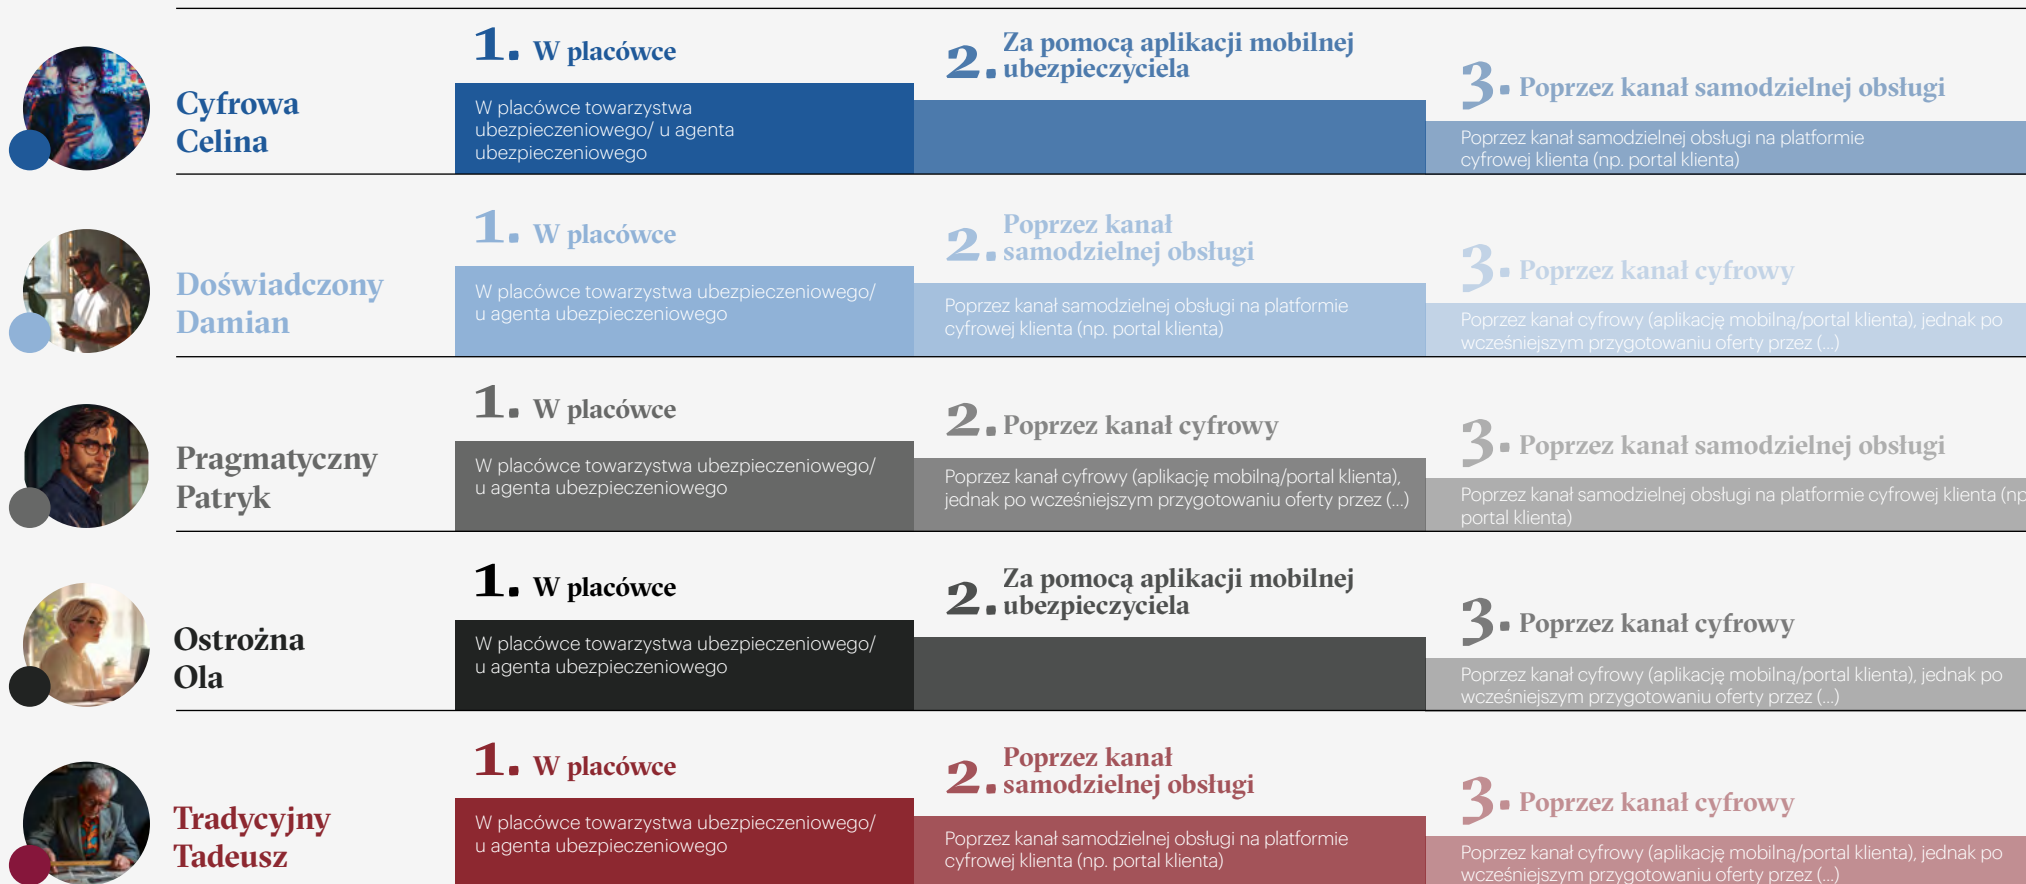 Cyfrowa
Celina
1. W placówce
W placówce towarzystwa
ubezpieczeniowego/ u agenta
ubezpieczeniowego
2. Za pomocą aplikacji mobilnej
ubezpieczyciela
3. Poprzez kanał samodzielnej obsługi
Poprzez kanał samodzielnej obsługi na platformie
cyfrowej klienta (np. portal klienta)
Doświadczony
Damian
1. W placówce
W placówce towarzystwa ubezpieczeniowego/
u agenta ubezpieczeniowego
2. Poprzez kanał
samodzielnej obsługi
Poprzez kanał samodzielnej obsługi na platformie
cyfrowej klienta (np. portal klienta)
3. Poprzez kanał cyfrowy
Poprzez kanał cyfrowy (aplikację mobilną/portal klienta), jednak po
wcześniejszym przygotowaniu oferty przez (...)
Pragmatyczny
Patryk
1. W placówce
W placówce towarzystwa ubezpieczeniowego/
u agenta ubezpieczeniowego
2. Poprzez kanał cyfrowy
Poprzez kanał cyfrowy (aplikację mobilną/portal klienta),
jednak po wcześniejszym przygotowaniu oferty przez (...)
3. Poprzez kanał samodzielnej obsługi
Poprzez kanał samodzielnej obsługi na platformie cyfrowej klienta (np
portal klienta)
Ostrożna
Ola
1. W placówce
W placówce towarzystwa ubezpieczeniowego/
u agenta ubezpieczeniowego
2. Za pomocą aplikacji mobilnej
ubezpieczyciela
3. Poprzez kanał cyfrowy
Poprzez kanał cyfrowy (aplikację mobilną/portal klienta), jednak po
wcześniejszym przygotowaniu oferty przez (...)
Tradycyjny
Tadeusz
1. W placówce
W placówce towarzystwa ubezpieczeniowego/
u agenta ubezpieczeniowego
2. Poprzez kanał
samodzielnej obsługi
Poprzez kanał samodzielnej obsługi na platformie
cyfrowej klienta (np. portal klienta)
3. Poprzez kanał cyfrowy
Poprzez kanał cyfrowy (aplikację mobilną/portal klienta), jednak po
wcześniejszym przygotowaniu oferty przez (...)